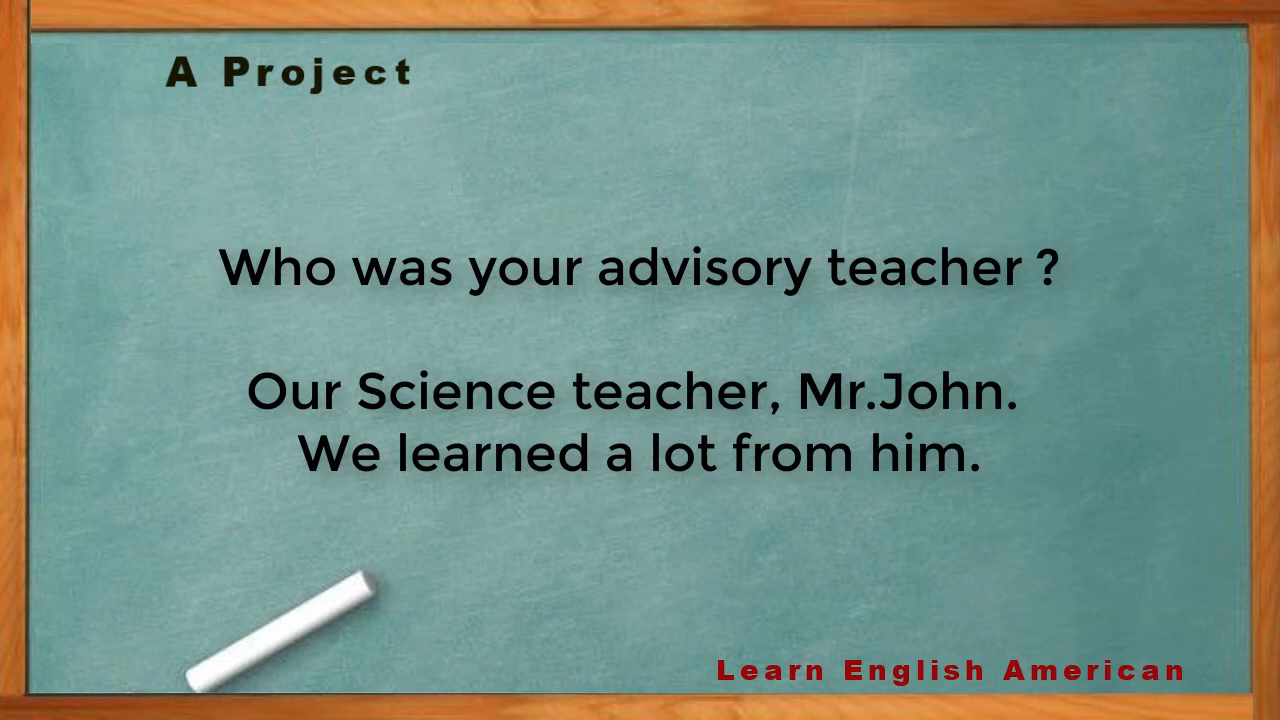 A Project
Who was your advisory teacher ?
Our Science teacher, Mr.John.
We learned a lot from him.
Learn English American